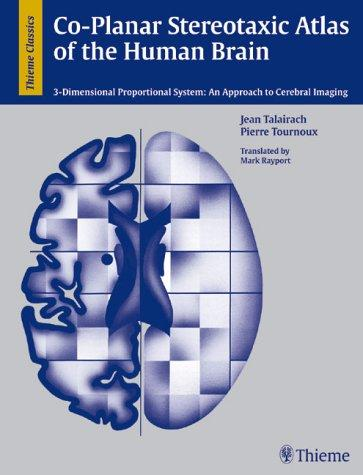 Thieme Classics
Co-Planar Stereotaxic Atlas
of the Human Brain
3-Dimensional Proportional System: An Approach to Cerebral Imaging
Jean Talairach
Pierre Tournoux
Translated by
Mark Rayport
Thieme